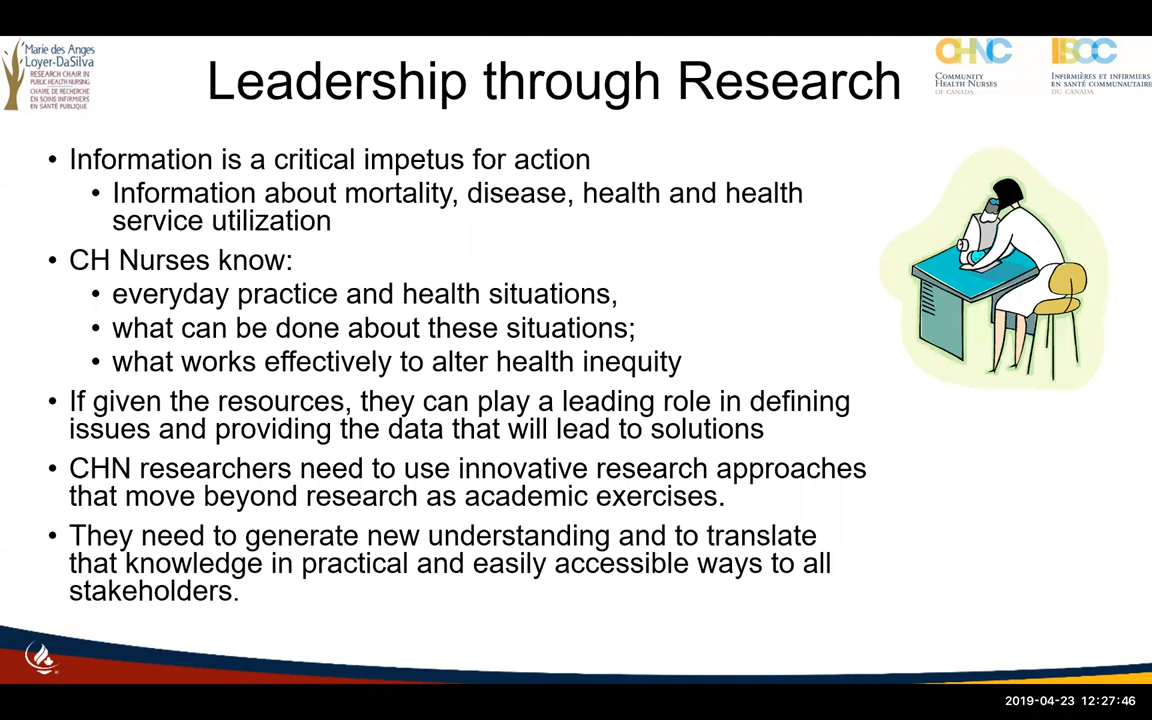 Marie des Anges
Loyer-DaSilva
RESEARCH CHAIR IN
PUBLIC HEALTH NURSING
CHAIRE DE RECHERCHE
EN SOINS INFIRMIERS
EN SANTÉ PUBLIQUE
Leadership through Research
CHNC
COMMUNITY
HEALTH NURSES
OF CANADA
IISCC
INFIRMIÈRES ET INFIRMIERS
EN SANTÉ COMMUNAUTAIRE
DU CANADA
• Information is a critical impetus for action
• Information about mortality, disease, health and health
service utilization
• CH Nurses know:
• everyday practice and health situations,
• what can be done about these situations;
• what works effectively to alter health inequity
• If given the resources, they can play a leading role in defining
issues and providing the data that will lead to solutions
• CHN researchers need to use innovative research approaches
that move beyond research as academic exercises.
• They need to generate new understanding and to translate
that knowledge in practical and easily accessible ways to all
stakeholders.
2019-04-23 12:27:46